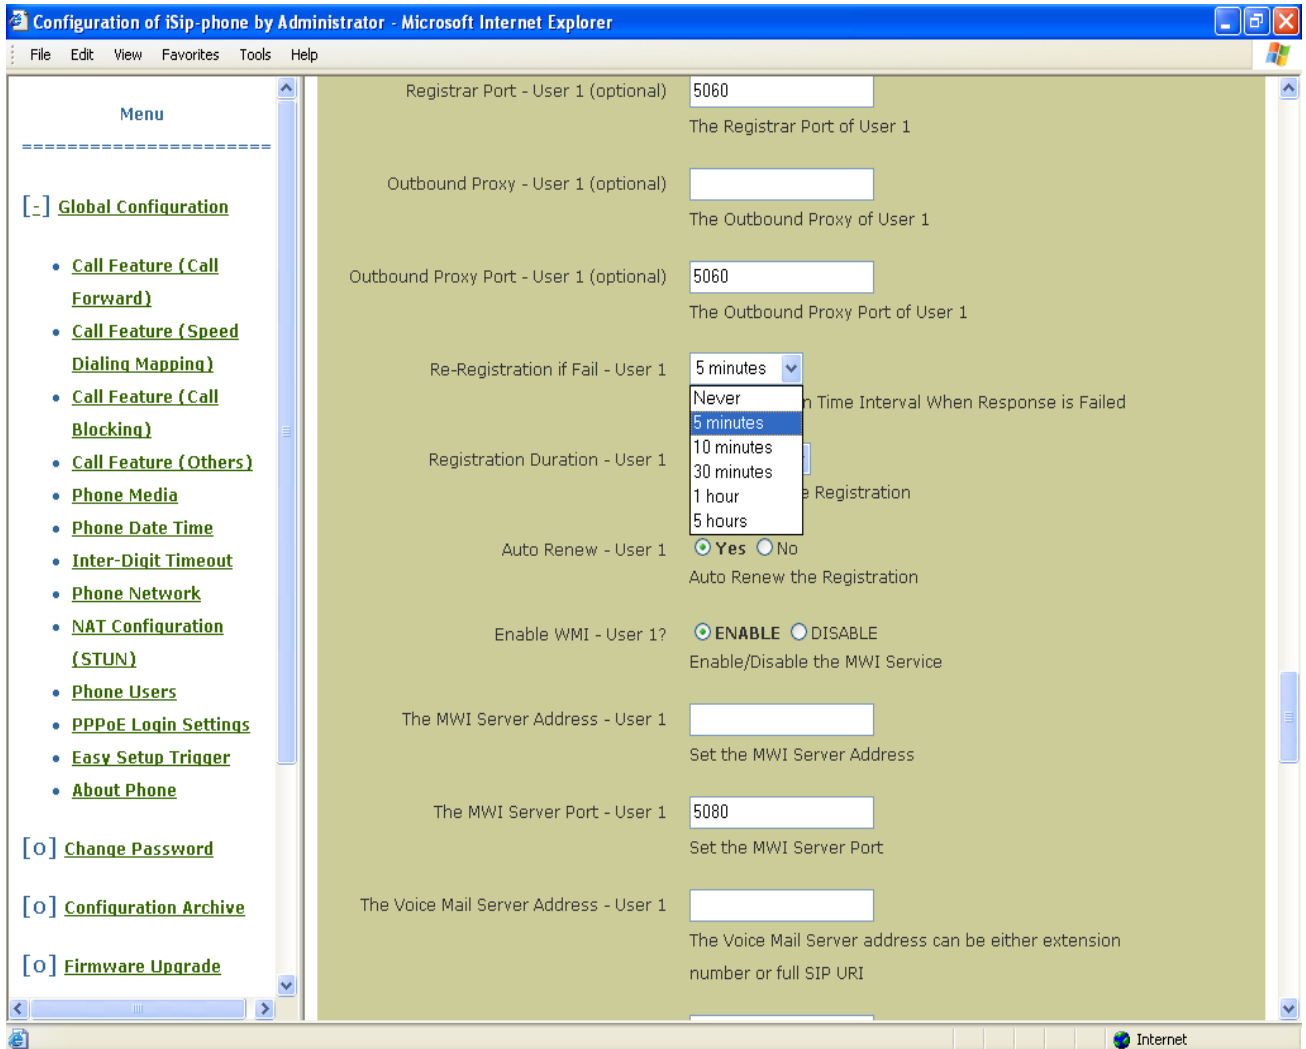 Configuration of iSip-phone by Administrator - Microsoft Internet Explorer
File Edit View Favorites Tools Help
Menu
=======================
[-] Global Configuration
• Call Feature (Call
Forward)
• Call Feature (Speed
Dialing Mapping)
• Call Feature (Call
Blocking)
• Call Feature (Others)
• Phone Media
• Phone Date Time
• Inter-Digit Timeout
• Phone Network
• NAT Configuration
(STUN)
• Phone Users
• PPPoE Login Settings
• Easy Setup Trigger
• About Phone
[o] Change Password
[o] Configuration Archive
[o] Firmware Upgrade
Registrar Port - User 1 (optional) 5060
The Registrar Port of User 1
Outbound Proxy - User 1 (optional)
The Outbound Proxy of User 1
Outbound Proxy Port - User 1 (optional) 5060
The Outbound Proxy Port of User 1
Re-Registration if Fail - User 1 5 minutes
Never
n Time Interval When Response is Failed
5 minutes
10 minutes
Registration Duration - User 1
30 minutes
1 hour
Registration
5 hours
Auto Renew - User 1 Yes No
Auto Renew the Registration
Enable WMI - User 1? ENABLE DISABLE
Enable/Disable the MWI Service
The MWI Server Address - User 1
Set the MWI Server Address
The MWI Server Port - User 1 5080
Set the MWI Server Port
The Voice Mail Server Address - User 1
The Voice Mail Server address can be either extension
number or full SIP URI
Internet